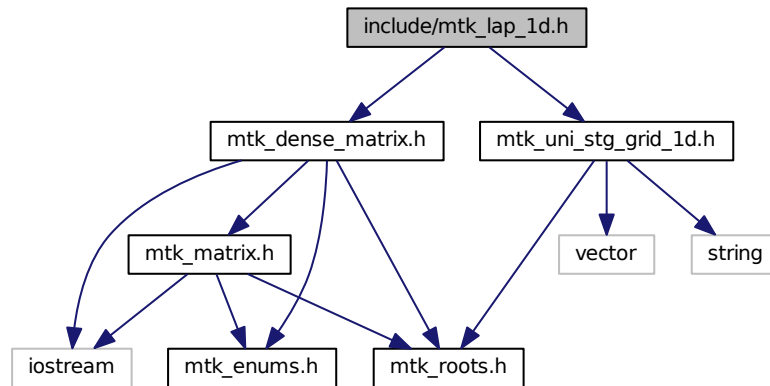 include/mtk_lap_1d.h
mtk_dense_matrix.h
mtk_uni_stg_grid_1d.h
mtk_matrix.h
vector
string
iostream
mtk_enums.h
mtk_roots.h